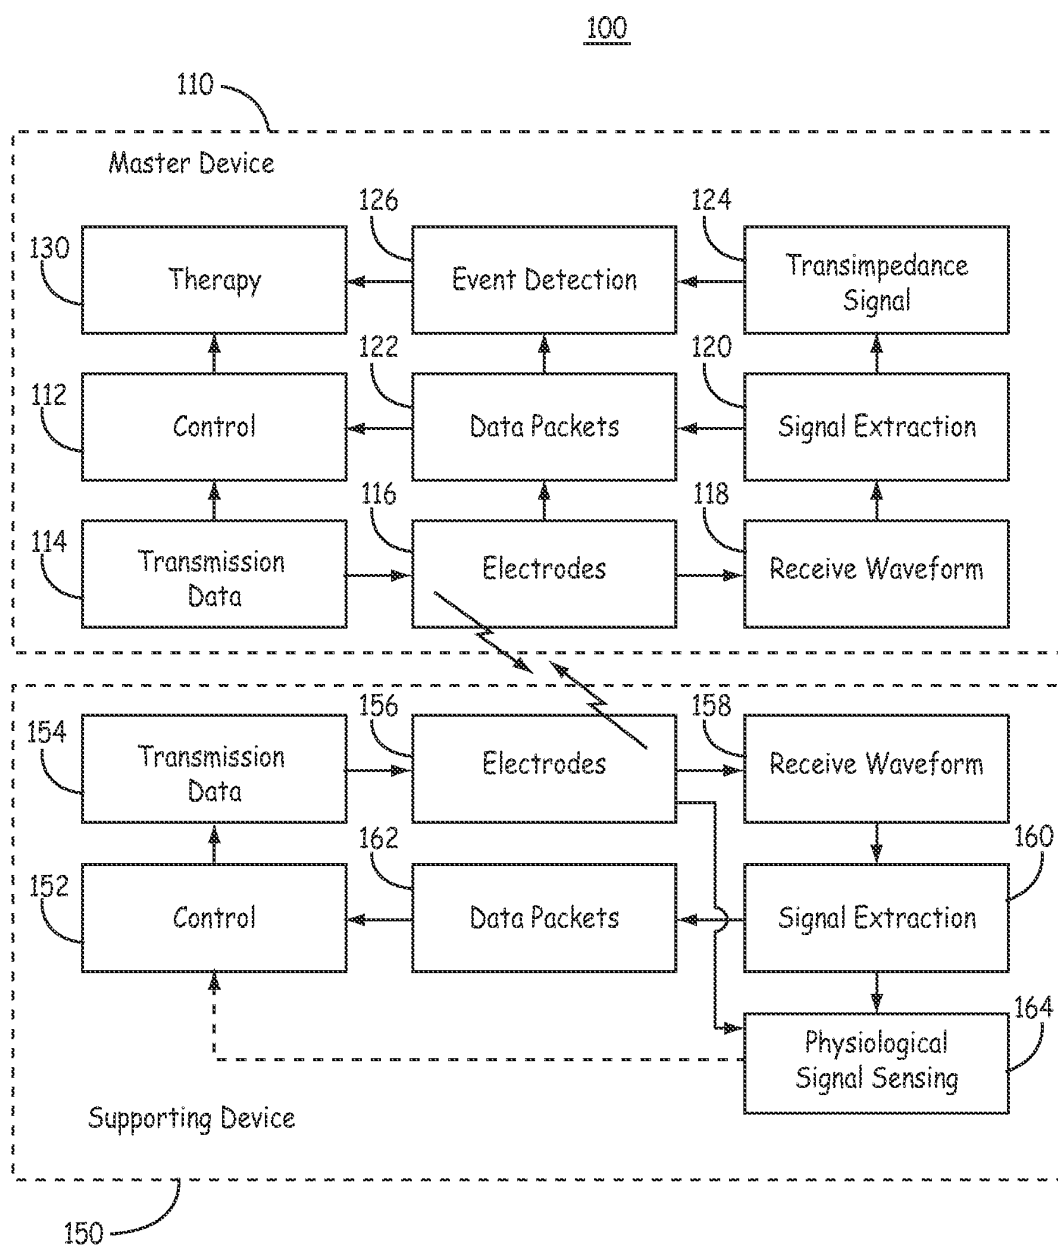 100
110
Master Device
126
124
130
Therapy
Event Detection
Transimpedance
Signal
122
120
112
Control
Data Packets
Signal Extraction
116
118
114
Transmission
Data
Electrodes
Receive Waveform
156
158
154
Transmission
Data
Electrodes
Receive Waveform
162
160
152
Control
Data Packets
Signal Extraction
164
Physiological
Signal Sensing
Supporting Device
150